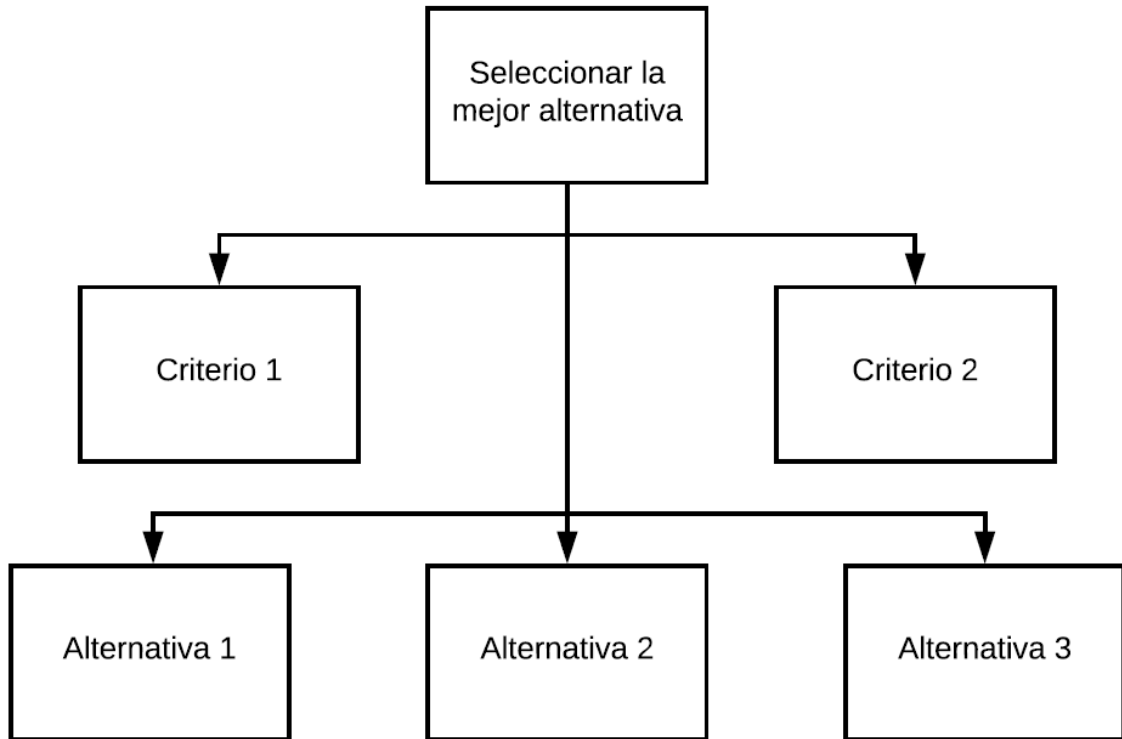 Seleccionar la
mejor alternativa
Criterio 1
Criterio 2
Alternativa 1
Alternativa 2
Alternativa 3